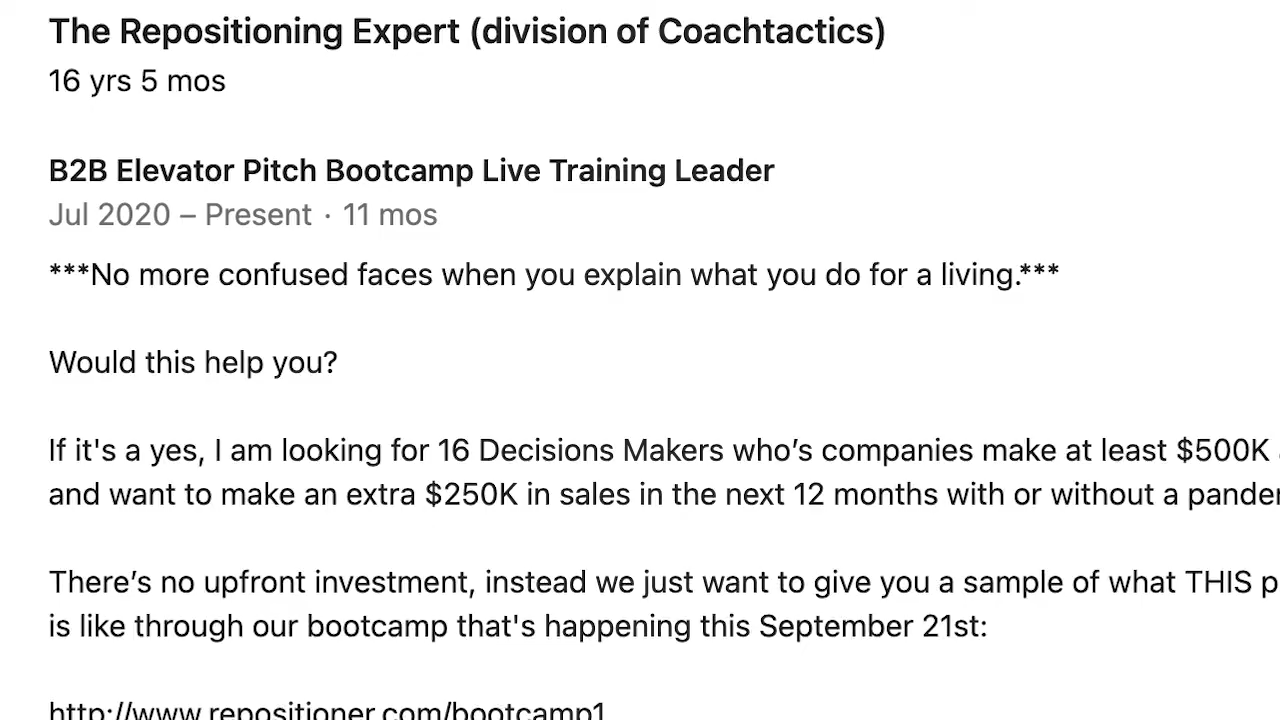 The Repositioning Expert (division of Coachtactics)
16 yrs 5 mos
B2B Elevator Pitch Bootcamp Live Training Leader
Jul 2020 – Present · 11 mos
***No more confused faces when you explain what you do for a living.***
Would this help you?
If it's a yes, I am looking for 16 Decisions Makers who’s companies make at least $500K
and want to make an extra $250K in sales in the next 12 months with or without a
There’s no upfront investment, instead we just want to give you a sample of what THIS
is like through our bootcamp that's happening this September 21st:
http://www.repositioner.com/bootcamp1